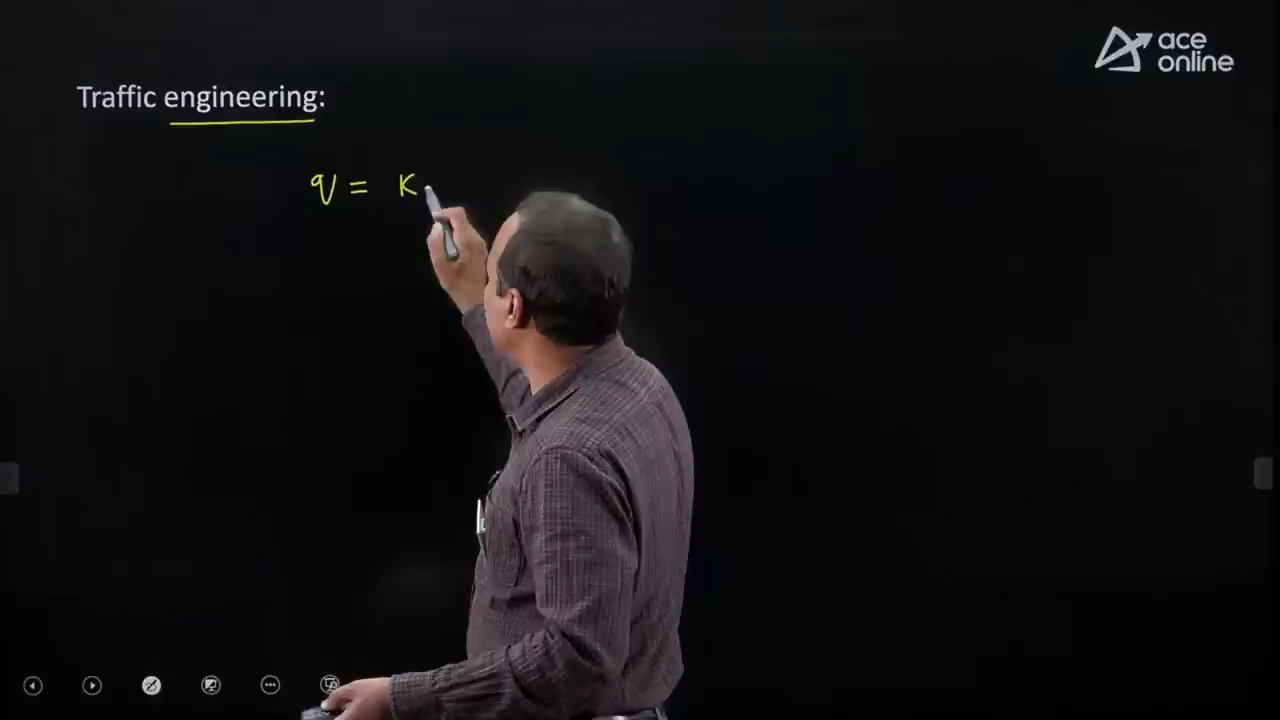 ace
online
Traffic engineering:
q = K